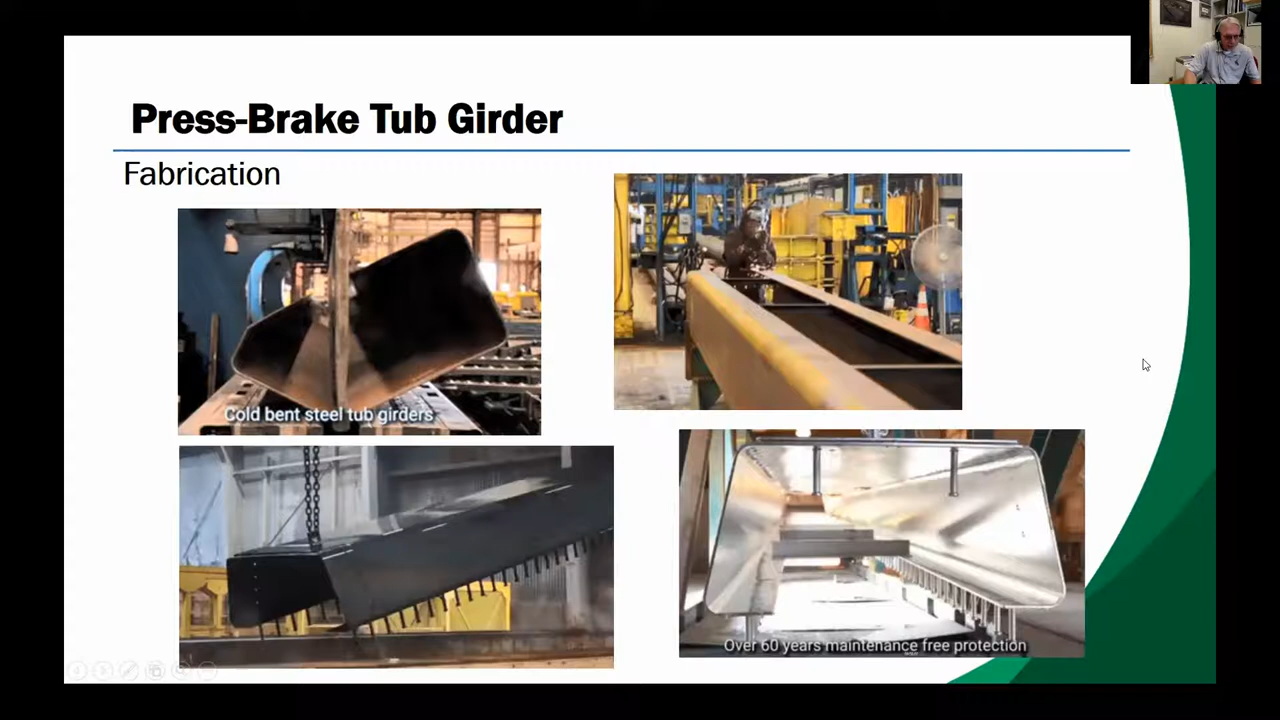 Press-Brake Tub Girder
Fabrication
Cold bent steel tub girders
Over 60 years maintenance free protection